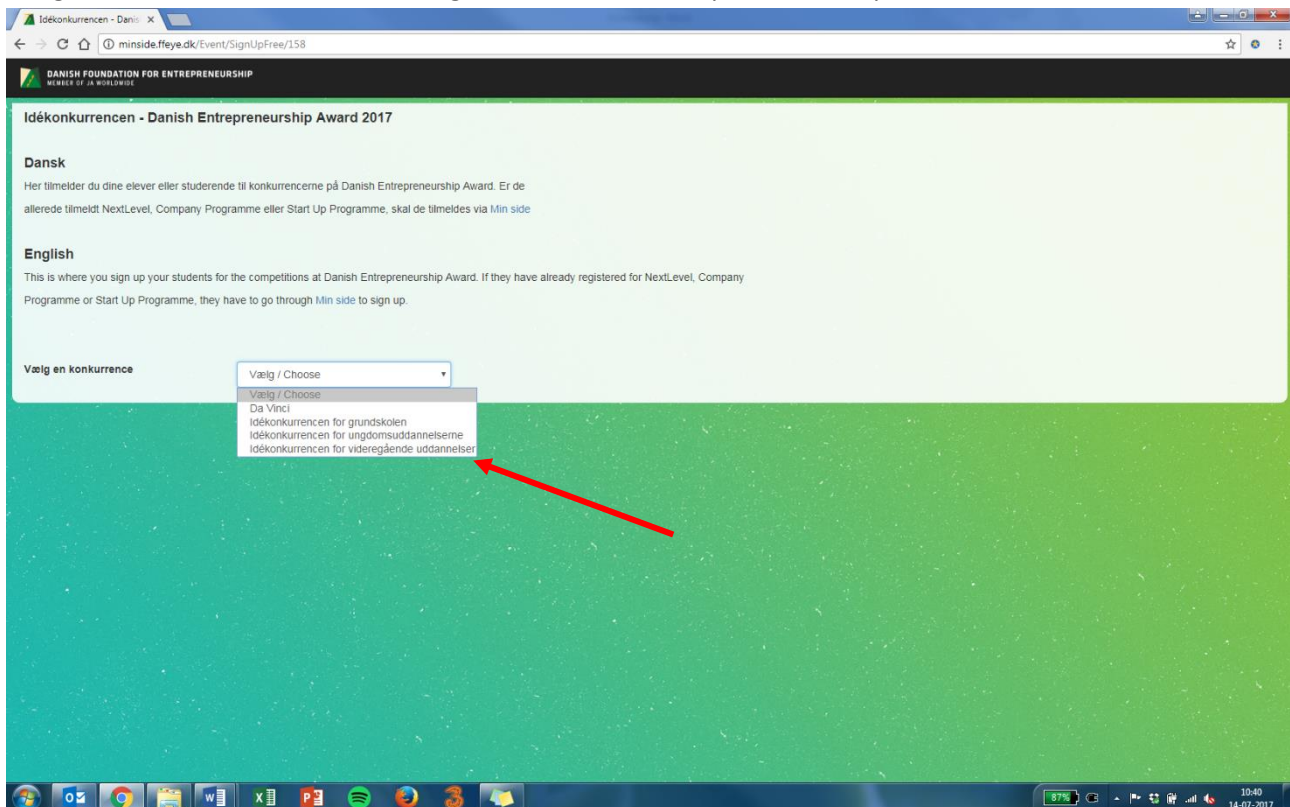 Idékonkurrencen - Danis
minside.ffeye.dk/Event/SignUpFree/158
DANISH FOUNDATION FOR ENTREPRENEURSHIP
MEMBER OF JA WORLDWIDE
Idékonkurrencen - Danish Entrepreneurship Award 2017
Dansk
Her tilmelder du dine elever eller studerende til konkurrencerne på Danish Entrepreneurship Award. Er de
allerede tilmeldt NextLevel, Company Programme eller Start Up Programme, skal de tilmeldes via Min side
English
This is where you sign up your students for the competitions at Danish Entrepreneurship Award. If they have already registered for NextLevel, Company
Programme or Start Up Programme, they have to go through Min side to sign up.
Vælg en konkurrence
Vælg / Choose
Vælg / Choose
Da Vinci
Idékonkurrencen for grundskolen
Idékonkurrencen for ungdomsuddannelserne
Idékonkurrencen for videregående uddannelser
87%
10:40
14-07-2017